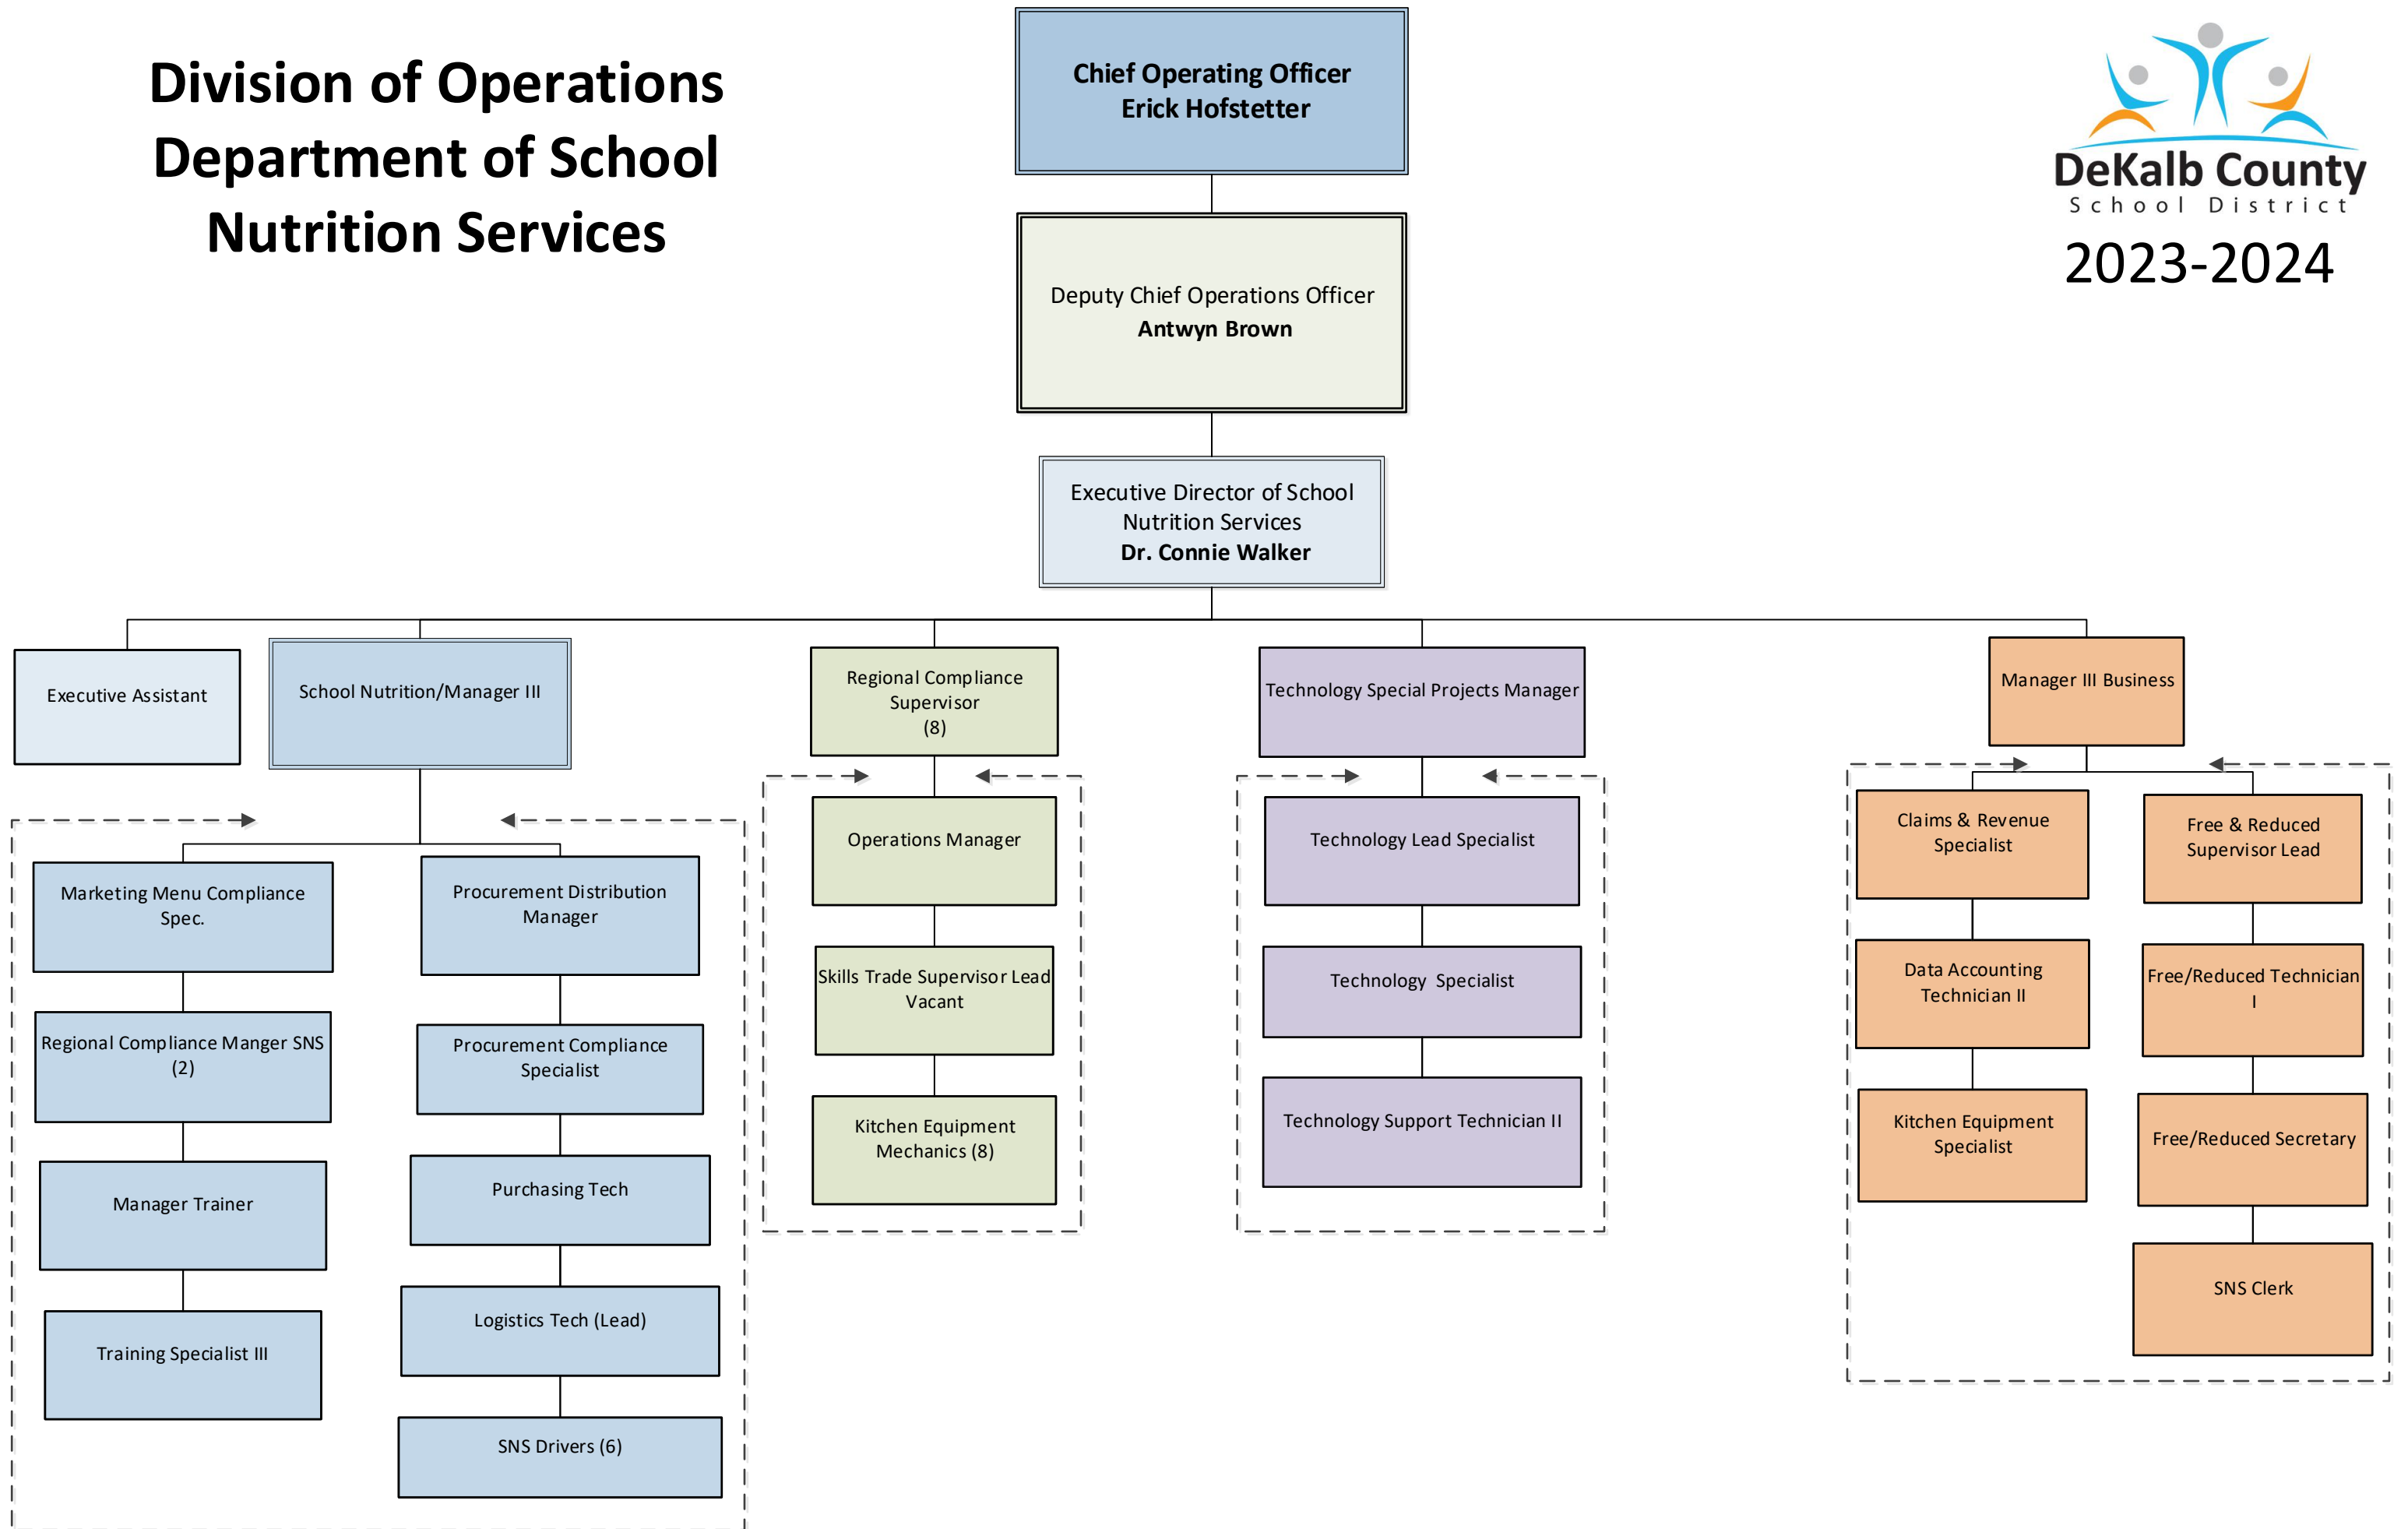 Division of Operations
Department of School
Nutrition Services
Chief Operating Officer
Erick Hofstetter
DeKalb County
School District
2023-2024
Deputy Chief Operations Officer
Antwyn Brown
Executive Director of School
Nutrition Services
Dr. Connie Walker
Executive Assistant
School Nutrition/Manager III
Regional Compliance
Supervisor
(8)
Technology Special Projects Manager
Manager III Business
Marketing Menu Compliance
Spec.
Regional Compliance Manger SNS
(2)
Manager Trainer
Training Specialist III
Procurement Distribution
Manager
Procurement Compliance
Specialist
Purchasing Tech
Logistics Tech (Lead)
SNS Drivers (6)
Operations Manager
Skills Trade Supervisor Lead
Vacant
Kitchen Equipment
Mechanics (8)
Technology Lead Specialist
Technology  Specialist
Technology Support Technician II
Claims & Revenue
Specialist
Data Accounting
Technician II
Kitchen Equipment
Specialist
Free & Reduced
Supervisor Lead
Free/Reduced Technician
I
Free/Reduced Secretary
SNS Clerk